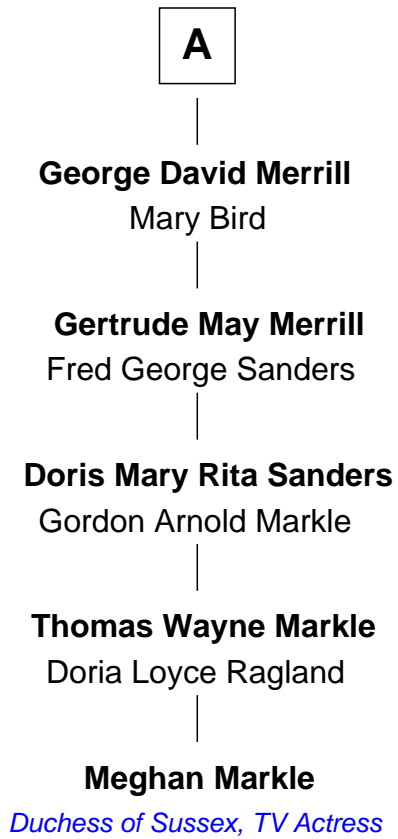 A
George David Merrill
Mary Bird
Gertrude May Merrill
Fred George Sanders
Doris Mary Rita Sanders
Gordon Arnold Markle
Thomas Wayne Markle
Doria Loyce Ragland
Meghan Markle
Duchess of Sussex, TV Actress